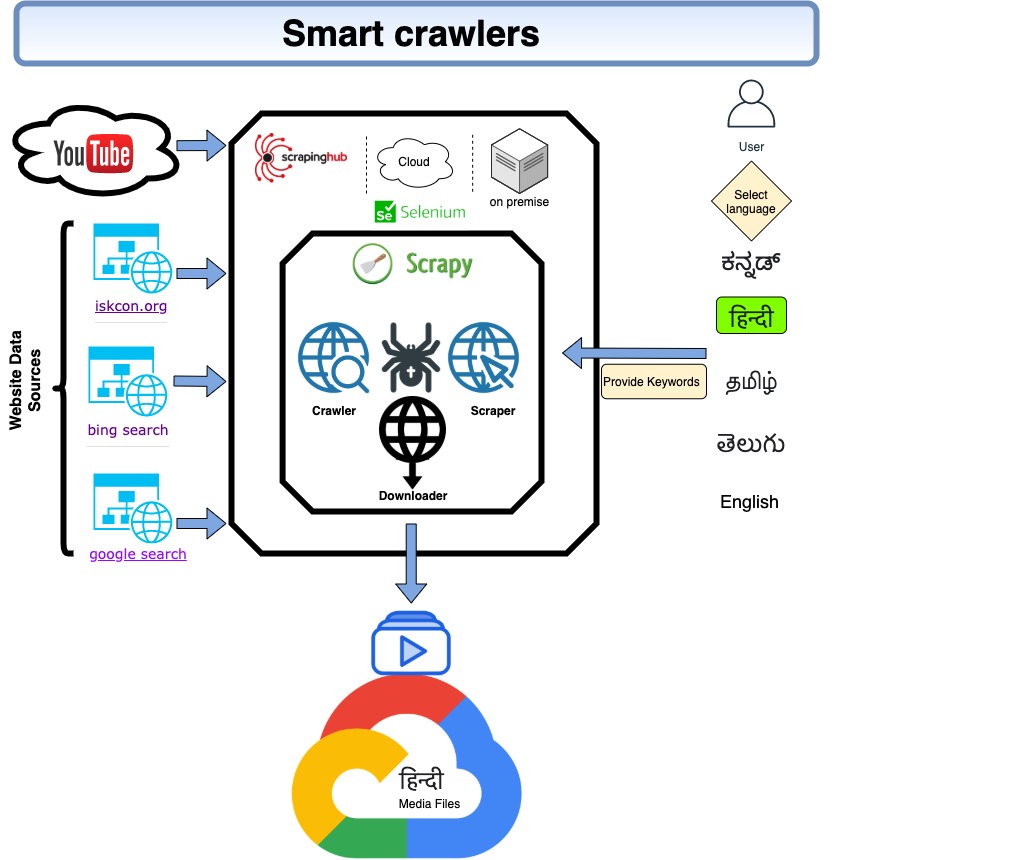 Smart crawlers
YouTube
scrapinghub
Cloud
on premise
Se Selenium
Scrapy
Crawler
Scraper
Downloader
Website Data
Sources
iskcon.org
bing search
google search
User
Select
language
ಕನ್ನಡ್
हिन्दी
தமிழ்
తెలుగు
English
Provide Keywords
हिन्दी
Media Files